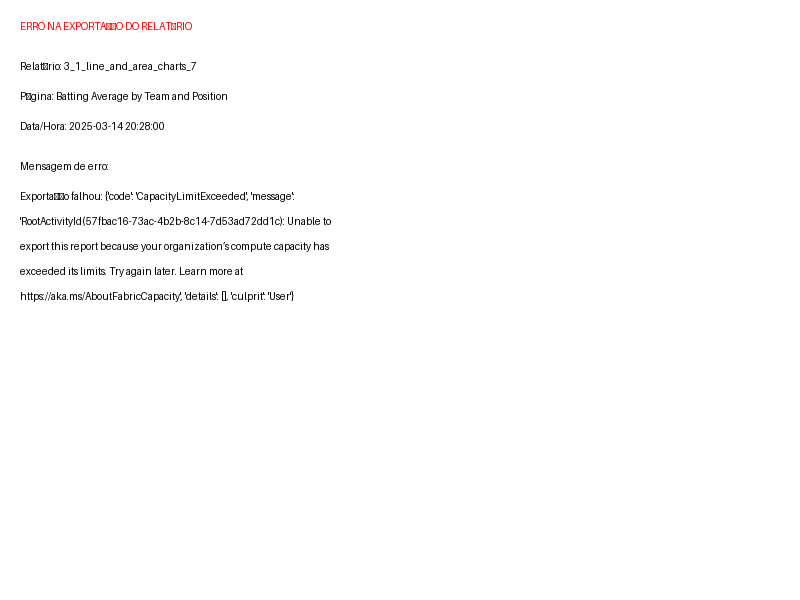 ERRO NA EXPORTA▯▯O DO RELAT▯RIO
Relat▯rio: 3_1_line_and_area_charts_7
P▯gina: Batting Average by Team and Position
Data/Hora: 2025-03-14 20:28:00
Mensagem de erro:
Exporta▯▯o falhou: {'code': 'CapacityLimitExceeded', 'message':
'RootActivityId(57fbac16-73ac-4b2b-8c14-7d53ad72dd1c): Unable to
export this report because your organization’s compute capacity has
exceeded its limits. Try again later. Learn more at
https://aka.ms/AboutFabricCapacity', 'details': [], 'culprit': 'User'}